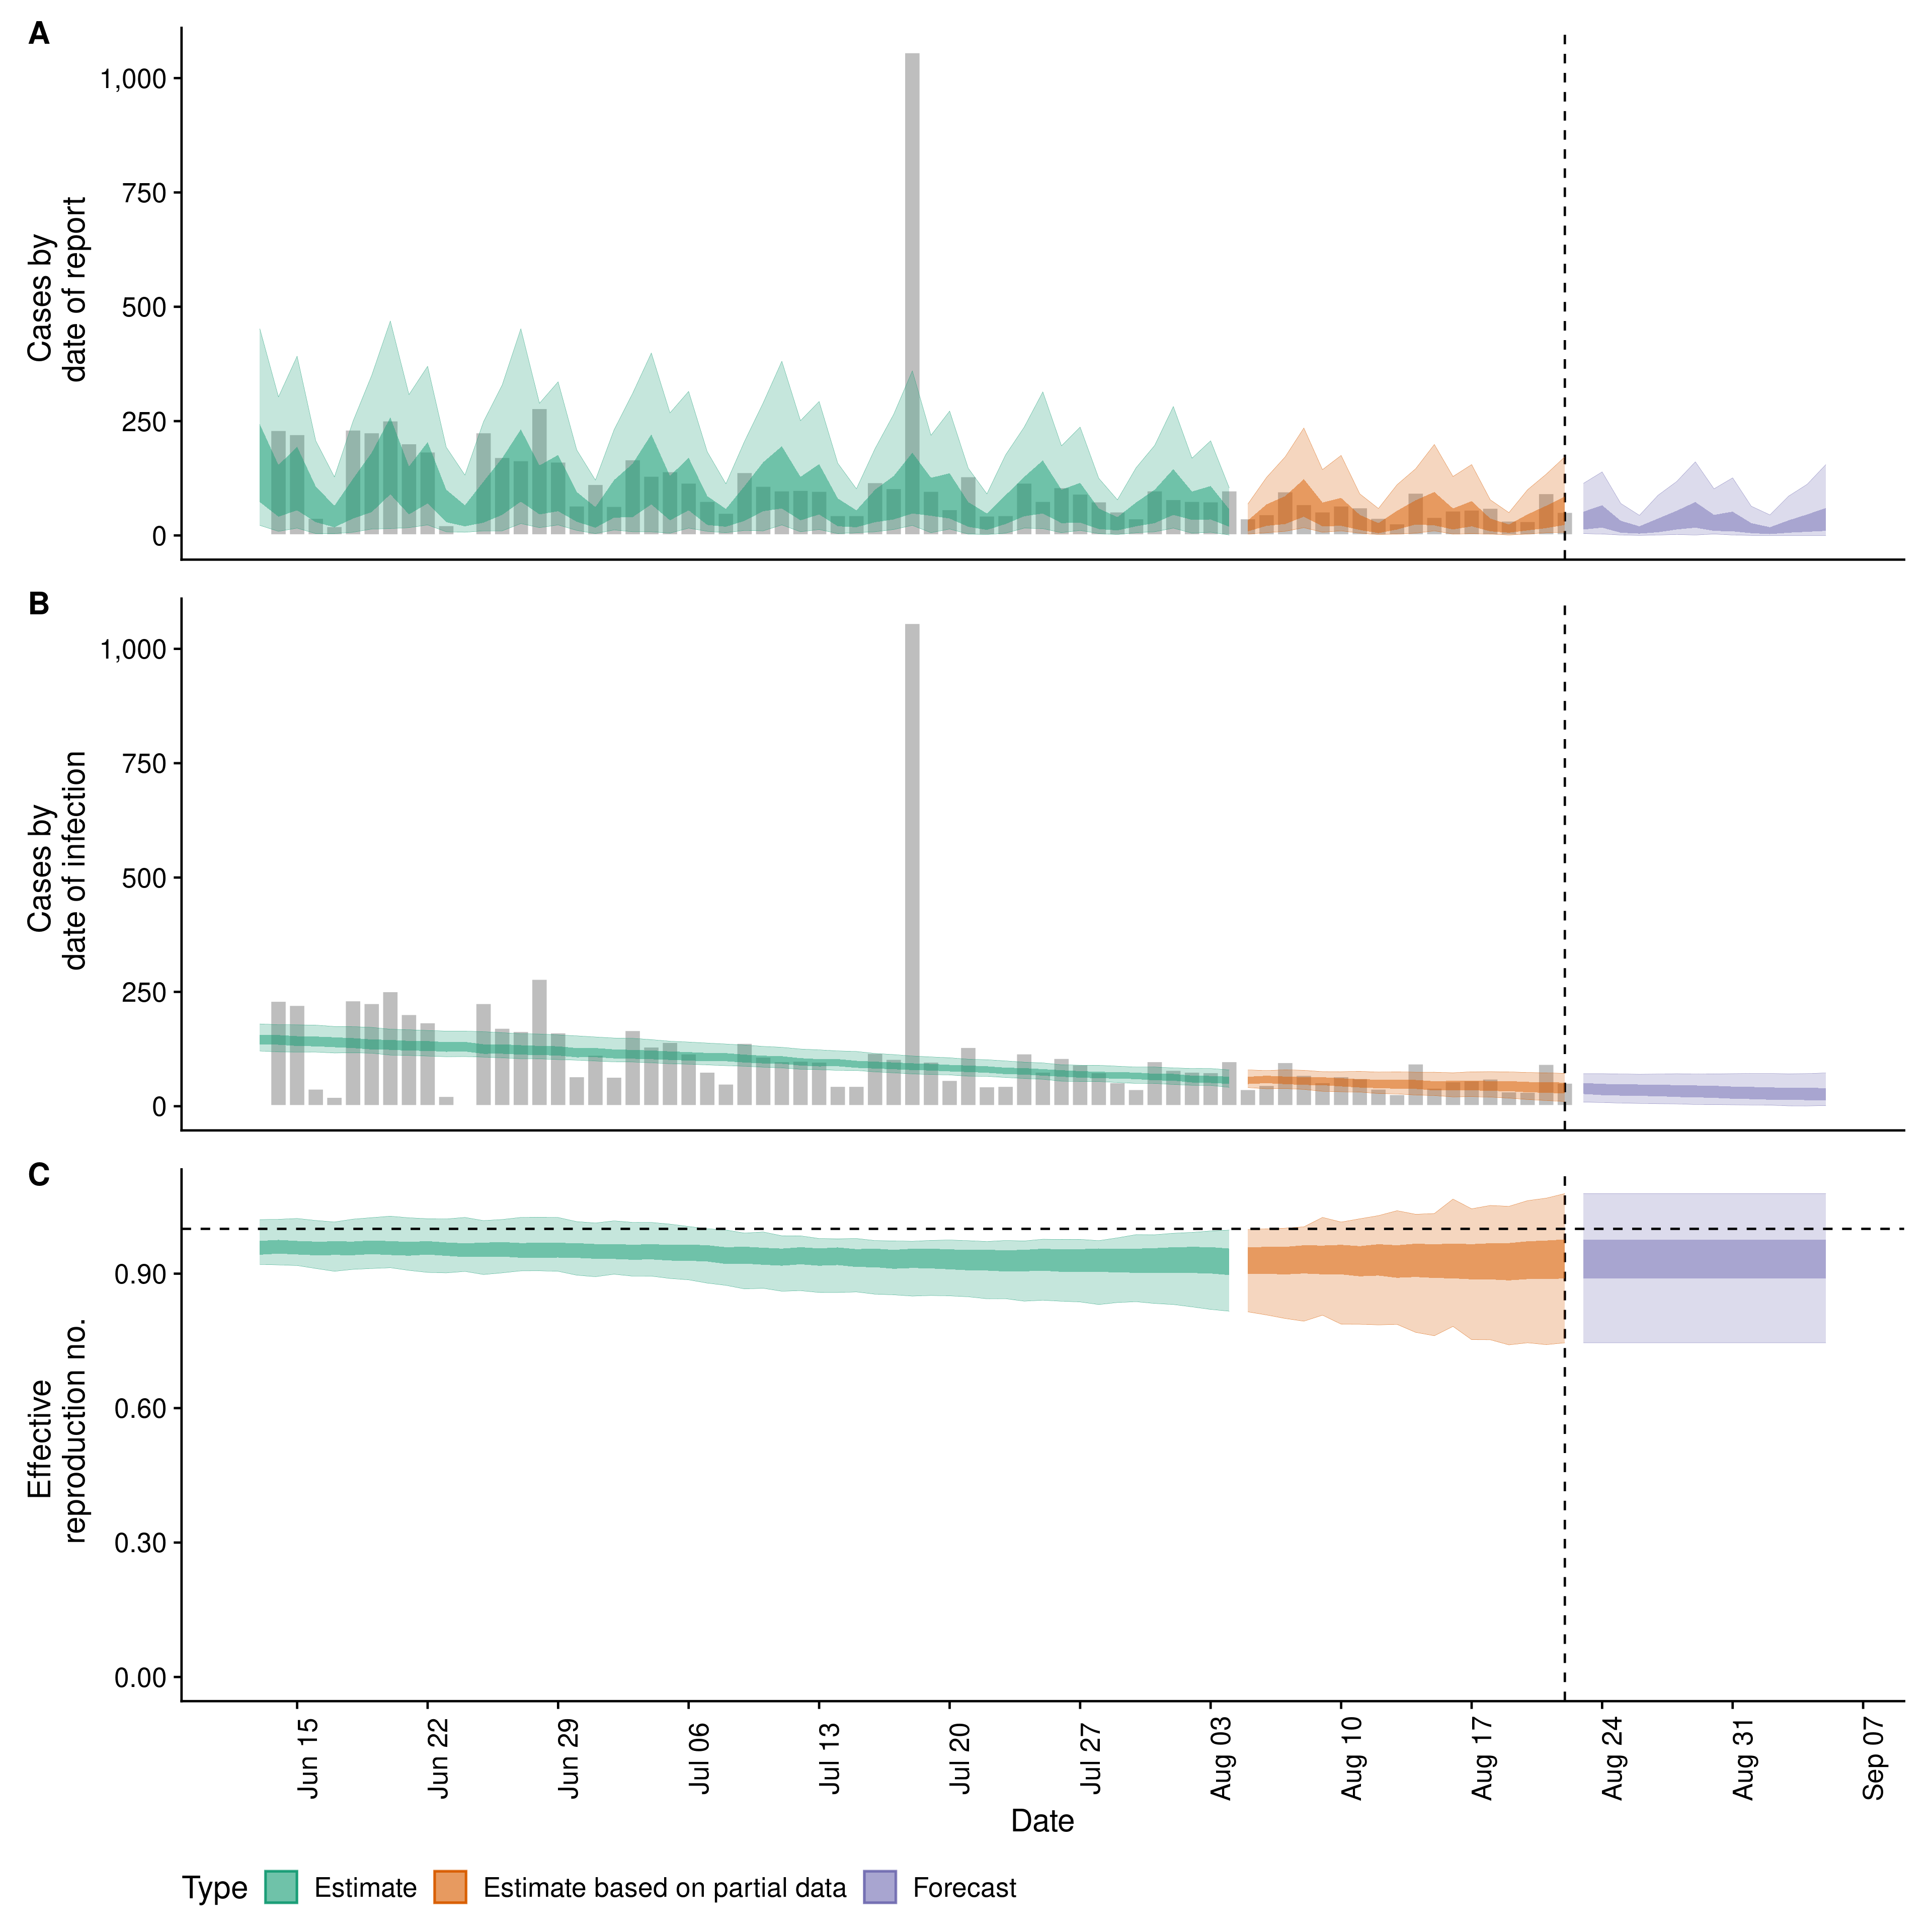 A
1,000
750
500
250
0
Cases by
date of report
B
1,000
750
500
250
0
Cases by
date of infection
C
0.90
0.60
0.30
0.00
Effective
reproduction no.
Jun 15
Jun 22
Jun 29
Jul 06
Jul 13
Jul 20
Jul 27
Aug 03
Aug 10
Aug 17
Aug 24
Aug 31
Sep 07
Date
Type Estimate Estimate based on partial data Forecast